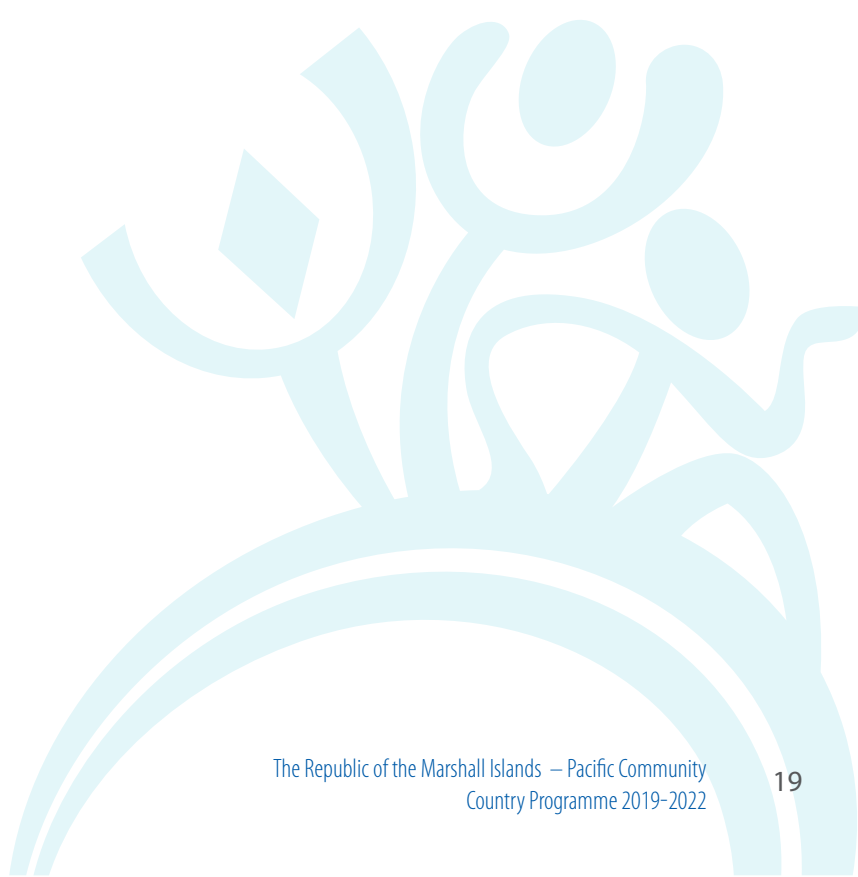 The Republic of the Marshall Islands – Pacific Community
Country Programme 2019-2022
19